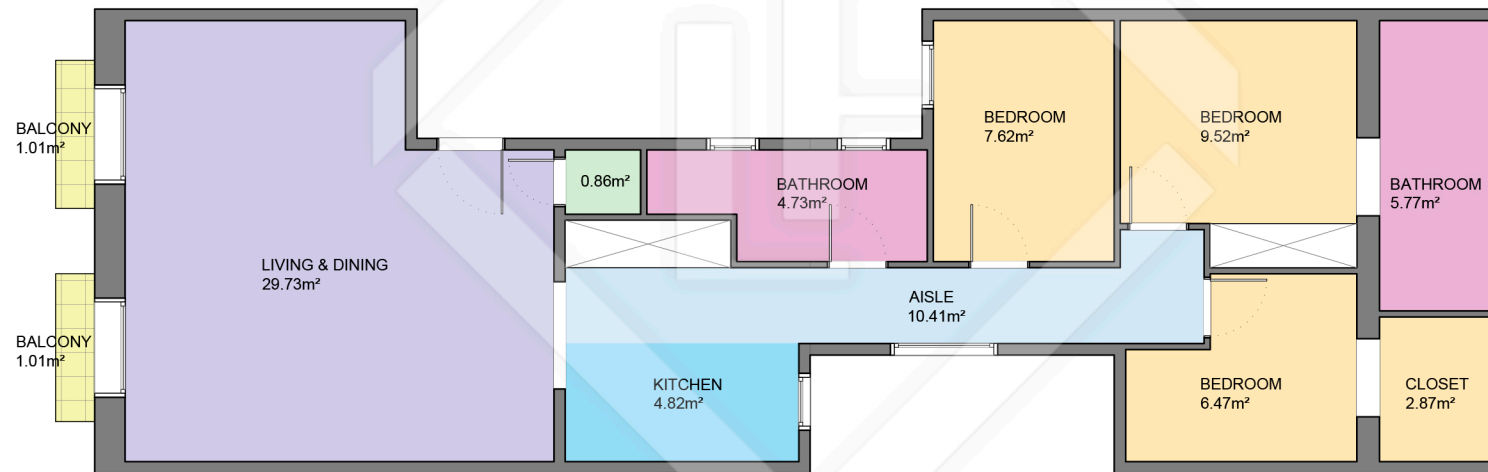 BALCONY
1.01m²
LIVING & DINING
29.73m²
BALCONY
1.01m²
0.86m²
BATHROOM
4.73m²
BEDROOM
7.62m²
BEDROOM
9.52m²
BATHROOM
5.77m²
AISLE
10.41m²
KITCHEN
4.82m²
BEDROOM
6.47m²
CLOSET
2.87m²